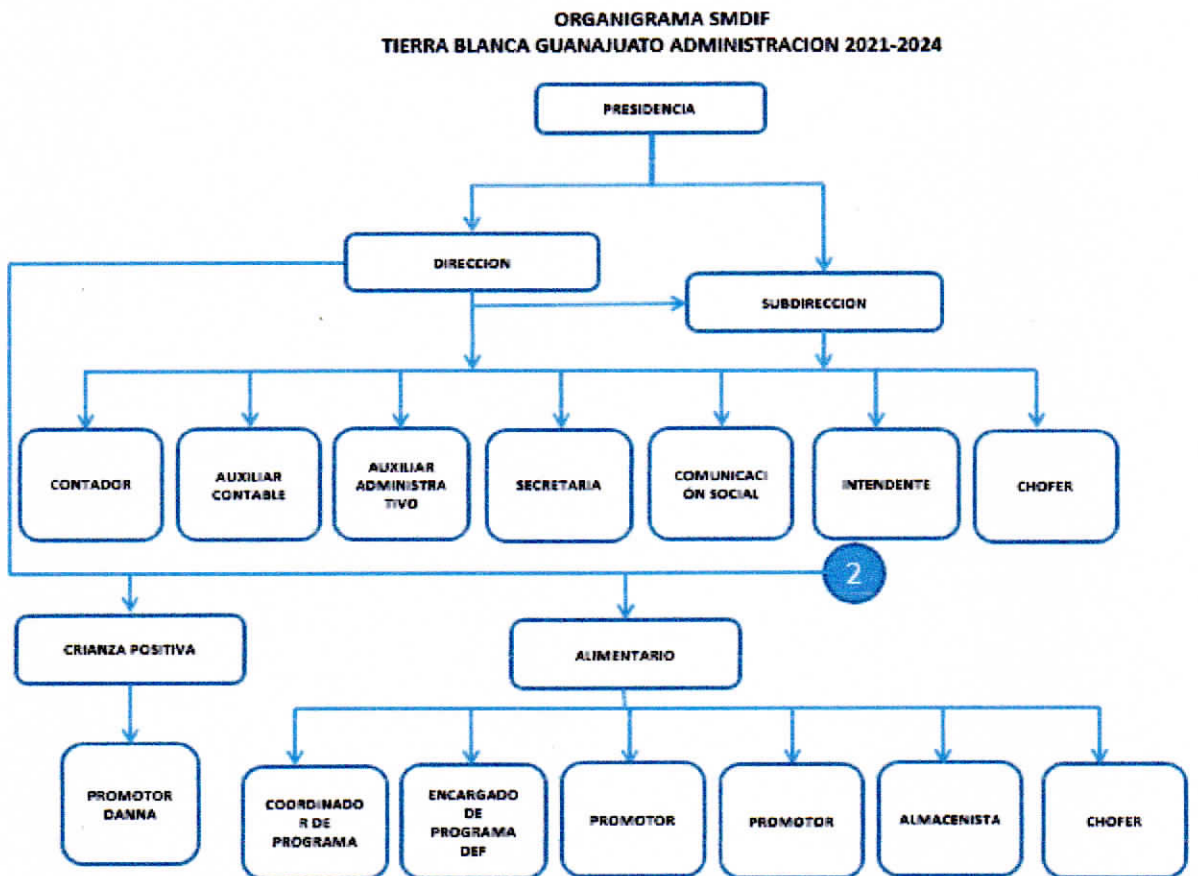 ORGANIGRAMA SMDIF
TIERRA BLANCA GUANAJUATO ADMINISTRACION 2021-2024
PRESIDENCIA
DIRECCION
SUBDIRECCION
CONTADOR
AUXILIAR
CONTABLE
AUXILIAR
ADMINISTRA
TIVO
SECRETARIA
COMUNICACI
ÓN SOCIAL
INTENDENTE
CHOFER
2
CRIANZA POSITIVA
ALIMENTARIO
PROMOTOR
DANNA
COORDINADO
R DE
PROGRAMA
ENCARGADO
DE
PROGRAMA
DEF
PROMOTOR
PROMOTOR
ALMACENISTA
CHOFER